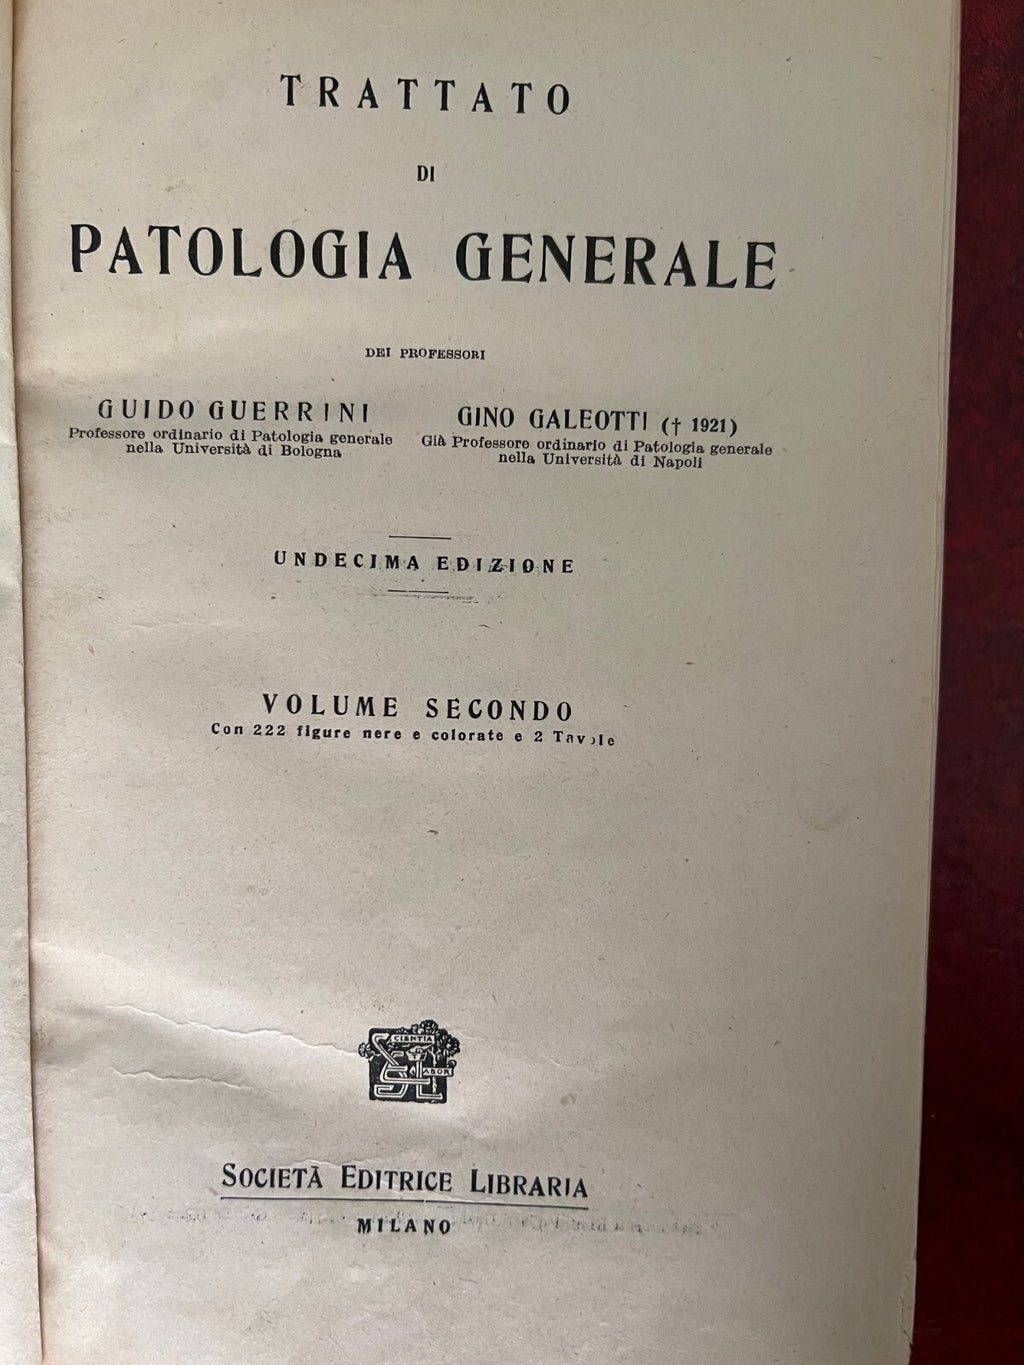 TRATTATO
DI
PATOLOGIA GENERALE
DEI PROFESSORI
GUIDO GUERRINI
Professore ordinario di Patologia generale
nella Università di Bologna
GINO GALEOTTI († 1921)
Già Professore ordinario di Patologia generale
nella Università di Napoli
UNDECIMA EDIZIONE
VOLUME SECONDO
Con 222 figure nere e colorate e 2 Tavole
CIENTIA
ABOR
SOCIETÀ EDITRICE LIBRARIA
MILANO